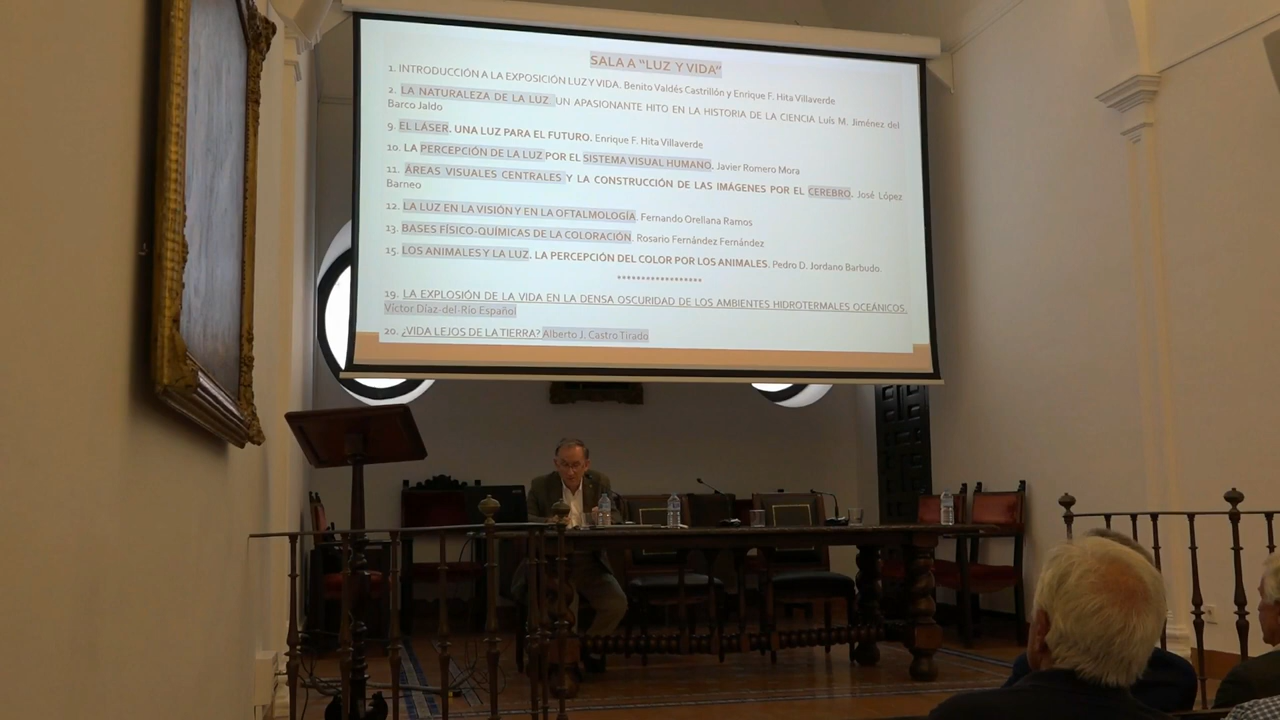 SALA A "LUZ Y VIDA"
1. INTRODUCCIÓN A LA EXPOSICIÓN LUZ Y VIDA. Benito Valdés Castrillón y Enrique F. Hita Villaverde
2. LA NATURALEZA DE LA LUZ UN APASIONANTE HITO EN LA HISTORIA DE LA CIENCIA Luis M. Jiménez del
Barco Jaldo
9. EL LÁSER. UNA LUZ PARA EL FUTURO. Enrique F. Hita Villaverde
10. LA PERCEPCIÓN DE LA LUZ POR EL SISTEMA VISUAL HUMANO. Javier Romero Mora
11. ÁREAS VISUALES CENTRALES Y LA CONSTRUCCIÓN DE LAS IMÁGENES POR EL CEREBRO. José López
Barneo
12. LA LUZ EN LA VISIÓN Y EN LA OFTALMOLOGÍA. Fernando Orellana Ramos
13. BASES FÍSICO-QUÍMICAS DE LA COLORACIÓN. Rosario Fernández Fernández
15. LOS ANIMALES Y LA LUZ. LA PERCEPCIÓN DEL COLOR POR LOS ANIMALES. Pedro D. Jordano Barbudo.
******************
19. LA EXPLOSIÓN DE LA VIDA EN LA DENSA OSCURIDAD DE LOS AMBIENTES HIDROTERMALES OCEÁNICOS.
Víctor Díaz-del-Río Español
20. ¿VIDA LEJOS DE LA TIERRA? Alberto J. Castro Tirado